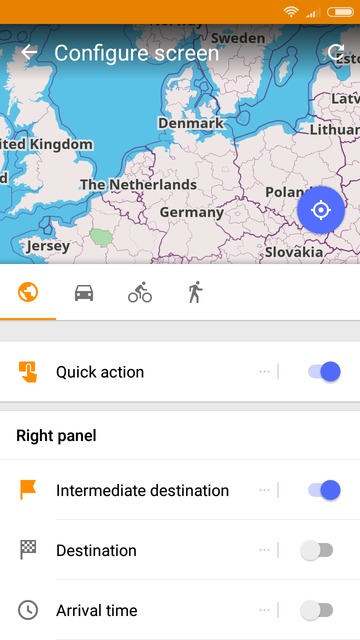 Norway
Sweden
Configure screen
Esto
Latv
Denmark
Lithuan
ited Kingdom
d
The Netherlands
Poland
Germany
Jersey
Slovakia
Quick action
Right panel
Intermediate destination
Destination
Arrival time